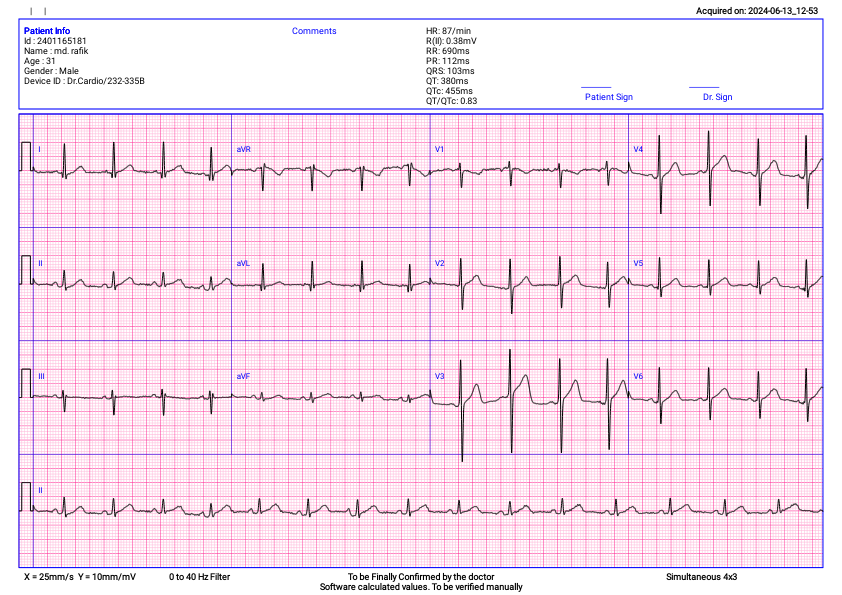 Acquired on: 2024-06-13_12-53
Patient Info
Id : 2401165181
Name : md. rafik
Age : 31
Gender : Male
Device ID : Dr.Cardio/232-335B
Comments
HR: 87/min
R(II): 0.38mV
RR: 690ms
PR: 112ms
QRS: 103ms
QT: 380ms
QTc: 455ms
QT/QTc: 0.83
Patient Sign
Dr. Sign
I
aVR
V1
V4
II
aVL
V2
V5
III
aVF
V3
V6
II
X = 25mm/s Y = 10mm/mV
0 to 40 Hz Filter
To be Finally Confirmed by the doctor
Simultaneous 4x3
Software calculated values. To be verified manually